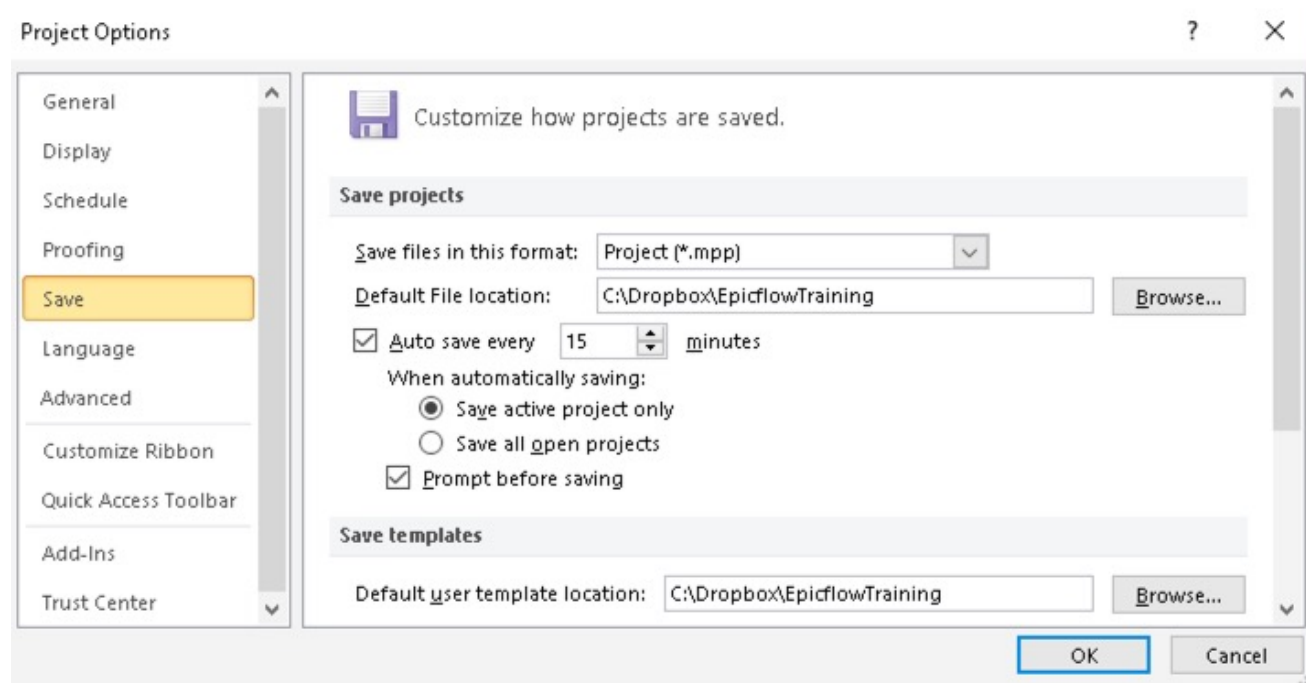 Project Options
?
General
Display
Schedule
Proofing
Save
Language
Advanced
Customize Ribbon
Quick Access Toolbar
Add-Ins
Trust Center
Customize how projects are saved.
Save projects
Save files in this format: Project (*.mpp)
Default File location: C:\Dropbox\EpicflowTraining Browse...
Auto save every 15 minutes
When automatically saving:
Save active project only
Save all open projects
Prompt before saving
Save templates
Default user template location: C:\Dropbox\EpicflowTraining Browse...
OK Cancel